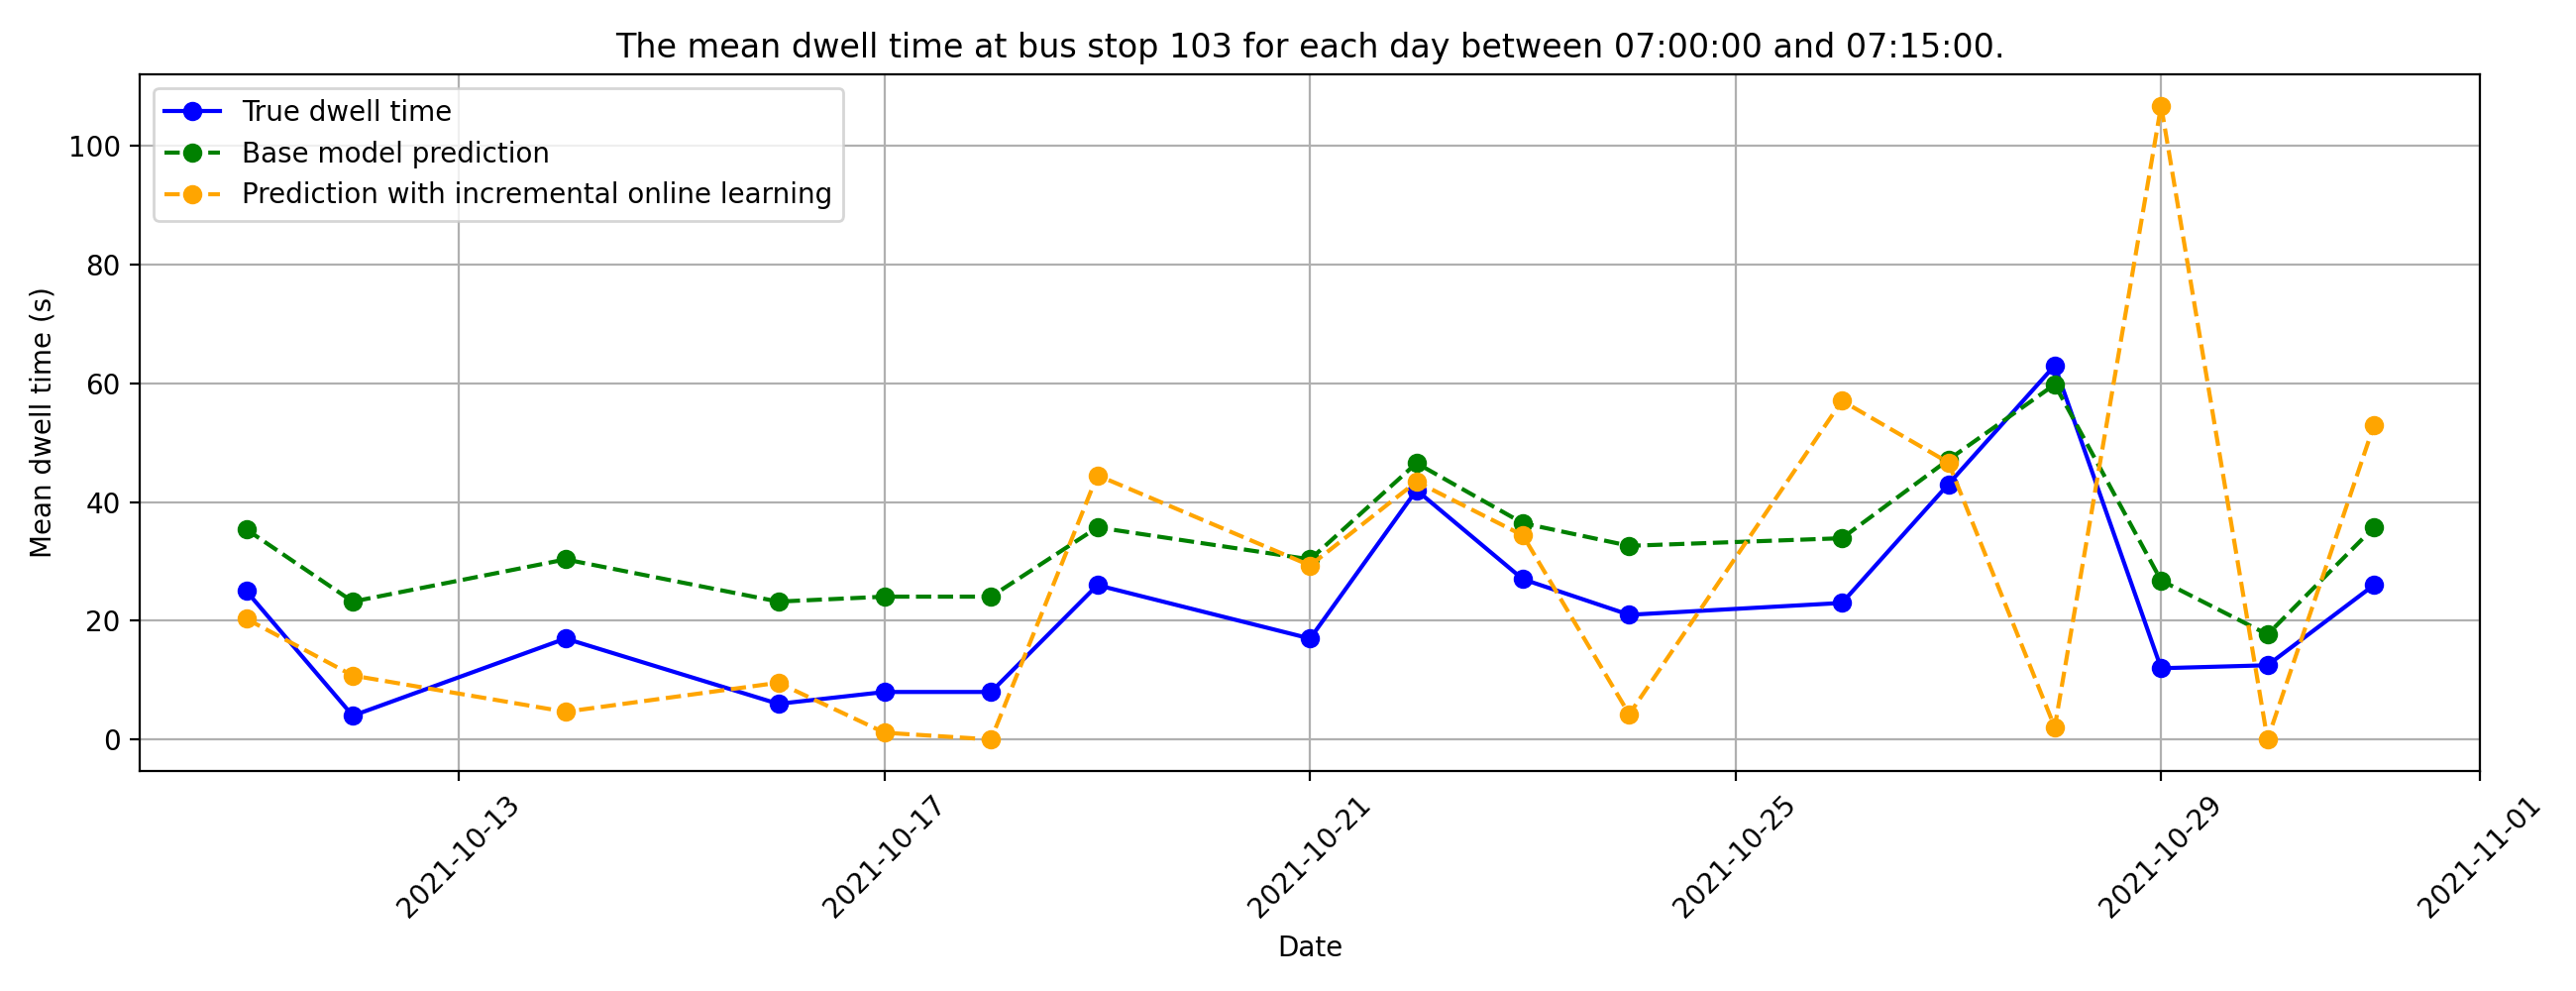 The mean dwell time at bus stop 103 for each day between 07:00:00 and 07:15:00.
True dwell time
Base model prediction
Prediction with incremental online learning
Mean dwell time (s)
100
80
60
40
20
0
2021-10-13
2021-10-17
2021-10-21
2021-10-25
2021-10-29
2021-11-01
Date